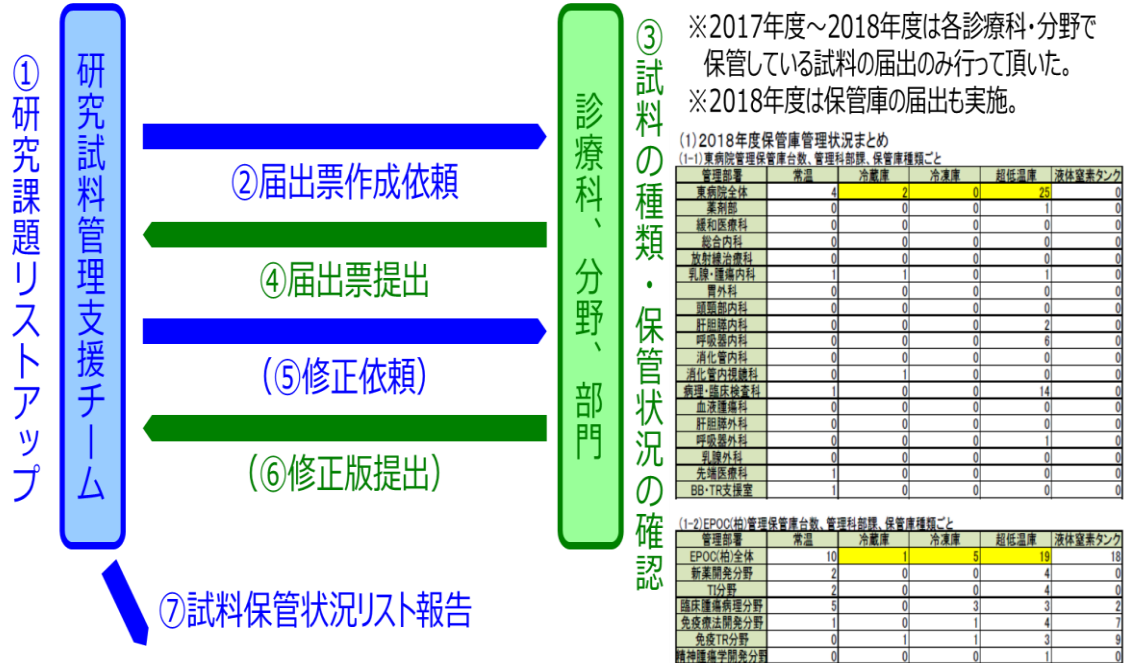 ①研究課題リストアップ
研究試料管理支援チーム
②届出票作成依頼
④届出票提出
(⑤修正依頼)
(⑥修正版提出)
⑦試料保管状況リスト報告
診療科、分野、部門
③試料の種類・保管状況の確認
※2017年度～2018年度は各診療科・分野で
保管している試料の届出のみ行って頂いた。
※2018年度は保管庫の届出も実施。
(1)2018年度保管庫管理状況まとめ
(1-1)東病院管理保管庫台数、管理科部課、保管庫種類ごと
管理部署 常温 冷蔵庫 冷凍庫 超低温庫 液体窒素タンク
東病院全体 4 2 0 25 0
薬剤部 0 0 0 1 0
緩和医療科 0 0 0 0 0
総合内科 0 0 0 0 0
放射線治療科 0 0 0 0 0
乳腺・腫瘍内科 1 1 0 1 0
胃外科 0 0 0 0 0
頭頸部内科 0 0 0 0 0
肝胆膵内科 0 0 0 2 0
呼吸器内科 0 0 0 6 0
消化管内科 0 0 0 0 0
消化管内視鏡科 0 1 0 0 0
病理・臨床検査科 1 0 0 14 0
血液腫瘍科 0 0 0 0 0
肝胆膵外科 0 0 0 0 0
呼吸器外科 0 0 0 1 0
乳腺外科 0 0 0 0 0
先端医療科 1 0 0 0 0
BB・TR支援室 1 0 0 0 0
(1-2)EPOC(柏)管理保管庫台数、管理科部課、保管庫種類ごと
管理部署 常温 冷蔵庫 冷凍庫 超低温庫 液体窒素タンク
EPOC(柏)全体 10 1 5 19 18
新薬開発分野 2 0 0 4 0
TI分野 2 0 0 4 0
臨床腫瘍病理分野 5 0 3 3 2
免疫療法開発分野 1 0 1 4 7
免疫TR分野 0 1 1 3 9
精神腫瘍学開発分野 0 0 0 1 0